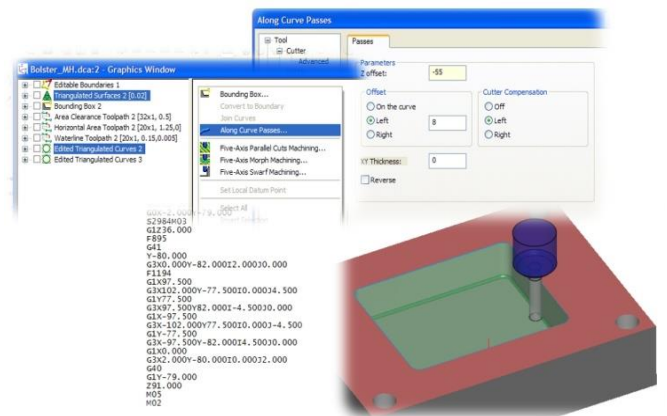 Along Curve Passes
Tool
Cutter
Advanced
Passes
Parameters
Z offset:
-55
Offset
On the curve
Left
8
Right
Cutter Compensation
Off
Left
Right
XY Thickness:
0
Reverse
Bolster_MH.dca:2 - Graphics Window
Editable Boundaries 1
Triangulated Surfaces 2 [0.02]
Bounding Box 2
Area Clearance Toolpath 2 [32x1, 0.5]
Horizontal Area Toolpath 2 [20x1, 1.25,0]
Waterline Toolpath 2 [20x1, 0.15,0.005]
Edited Triangulated Curves 2
Edited Triangulated Curves 3
Bounding Box...
Convert to Boundary
Join Curves
Along Curve Passes...
Five-Axis Parallel Cuts Machining...
Five-Axis Morph Machining...
Five-Axis Swarf Machining...
Set Local Datum Point
Select All
G0X-2.000Y-79.000
S2984M03
G1Z36.000
F895
G41
Y-80.000
G3X0.000Y-82.000I2.000J0.000
F1194
G1X97.500
G3X102.000Y-77.500I0.000J4.500
G1Y77.500
G3X97.500Y82.000I-4.500J0.000
G1X-97.500
G3X-102.000Y77.500I0.000J-4.500
G1Y-77.500
G3X-97.500Y-82.000I4.500J0.000
G1X0.000
G3X2.000Y-80.000I0.000J2.000
G40
G1Y-79.000
Z91.000
M05
M02